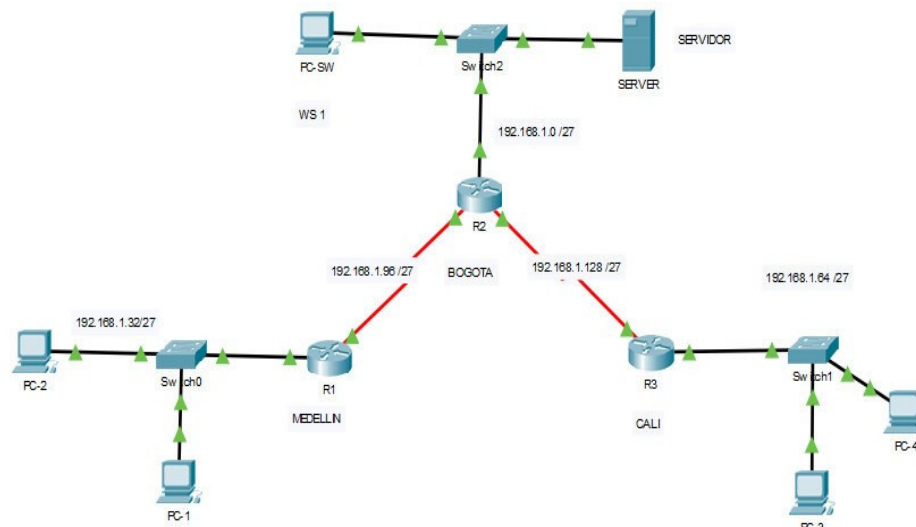 PC-SW
Switch2
SERVIDOR
SERVER
WS 1
192.168.1.0 /27
R2
192.168.1.96 /27
BOGOTA
192.168.1.128 /27
192.168.1.64 /27
192.168.1.32/27
PC-2
Switch0
R1
R3
Switch1
MEDELLIN
CALI
PC-4
PC-1